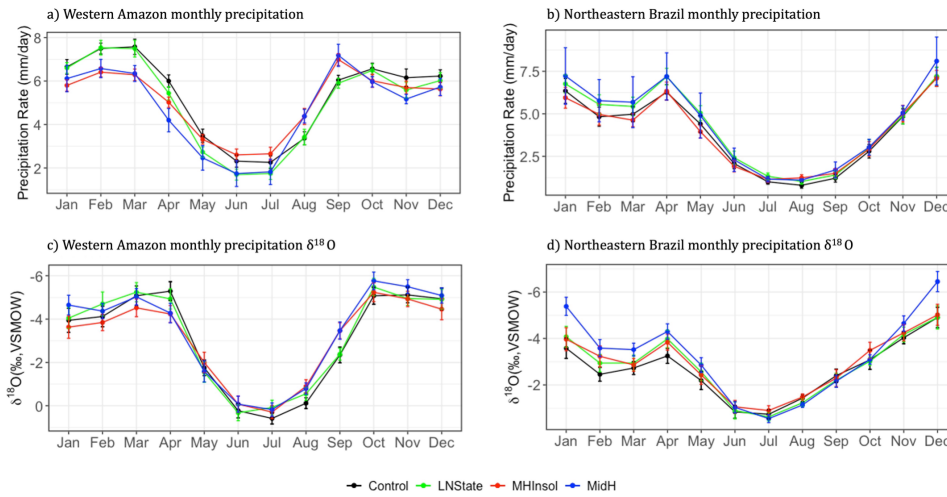 a) Western Amazon monthly precipitation
Precipitation Rate (mm/day)
8
6
4
2
Jan Feb Mar Apr May Jun Jul Aug Sep Oct Nov Dec
b) Northeastern Brazil monthly precipitation
Precipitation Rate (mm/day)
7.5
5.0
2.5
Jan Feb Mar Apr May Jun Jul Aug Sep Oct Nov Dec
c) Western Amazon monthly precipitation δ¹⁸O
δ¹⁸O(‰,VSMOW)
-6
-4
-2
0
Jan Feb Mar Apr May Jun Jul Aug Sep Oct Nov Dec
d) Northeastern Brazil monthly precipitation δ¹⁸O
δ¹⁸O(‰,VSMOW)
-6
-4
-2
Jan Feb Mar Apr May Jun Jul Aug Sep Oct Nov Dec
Control LNState MHInsol MidH